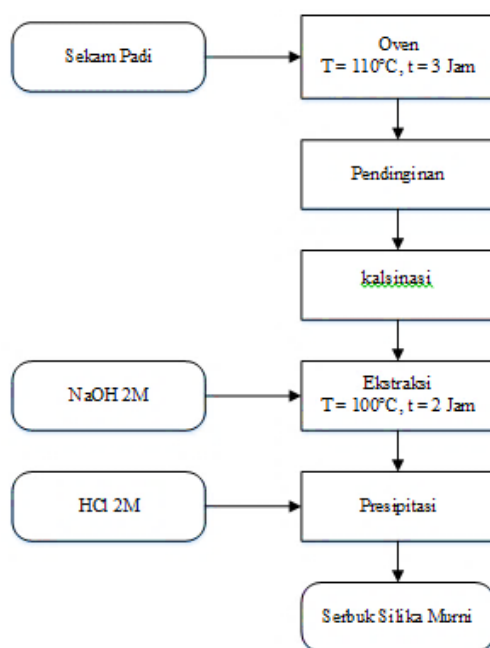 Sekam Padi
Oven
T = 110°C, t = 3 Jam
Pendinginan
kalsinasi
NaOH 2M
Ekstraksi
T = 100°C, t = 2 Jam
HCl 2M
Presipitasi
Serbuk Silika Murni